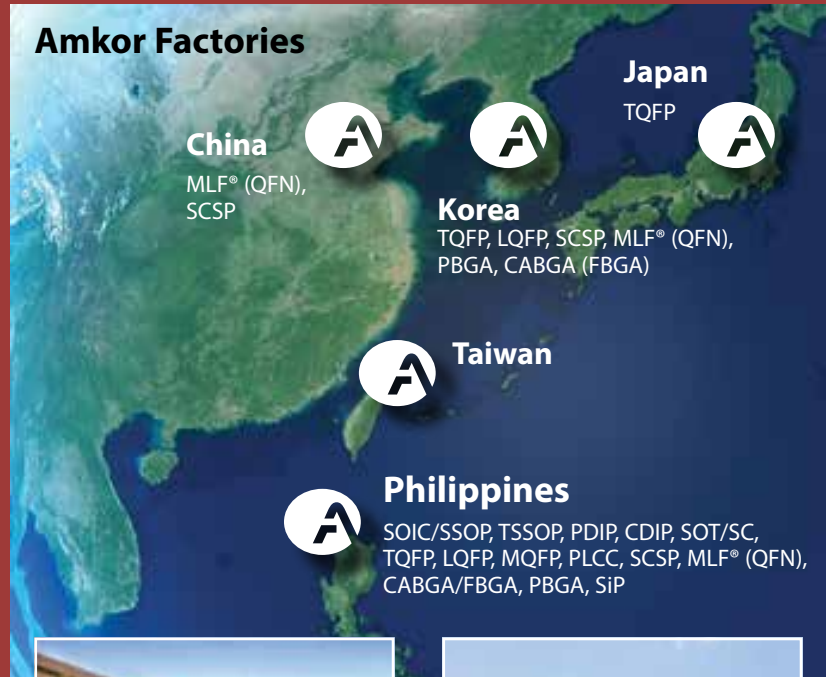 Amkor Factories
Japan
TQFP
China
MLF® (QFN),
SCSP
Korea
TQFP, LQFP, SCSP, MLF® (QFN),
PBGA, CABGA (FBGA)
Taiwan
Philippines
SOIC/SSOP, TSSOP, PDIP, CDIP, SOT/SC,
TQFP, LQFP, MQFP, PLCC, SCSP, MLF® (QFN),
CABGA/FBGA, PBGA, SiP